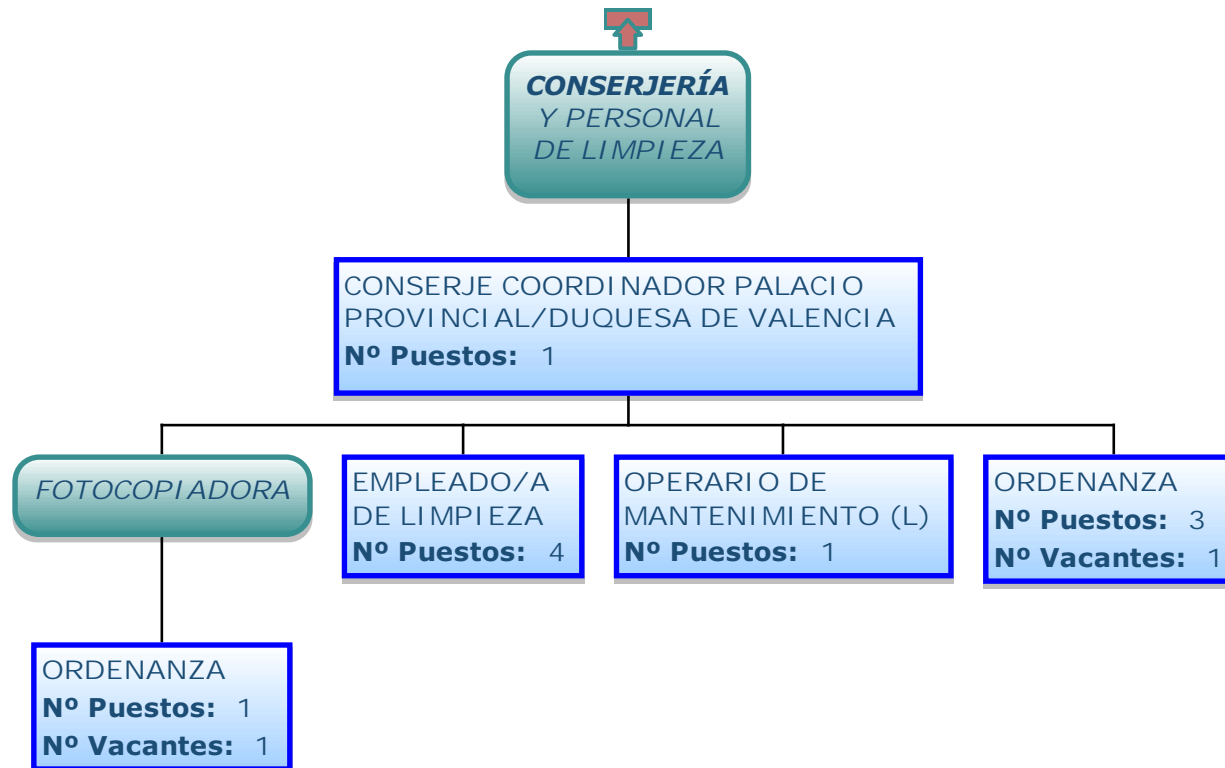 CONSERJERÍA
Y PERSONAL
DE LIMPIEZA
CONSERJE COORDINADOR PALACIO
PROVINCIAL/DUQUESA DE VALENCIA
Nº Puestos: 1
FOTOCOPIADORA
EMPLEADO/A
DE LIMPIEZA
Nº Puestos: 4
OPERARIO DE
MANTENIMIENTO (L)
Nº Puestos: 1
ORDENANZA
Nº Puestos: 3
Nº Vacantes: 1
ORDENANZA
Nº Puestos: 1
Nº Vacantes: 1